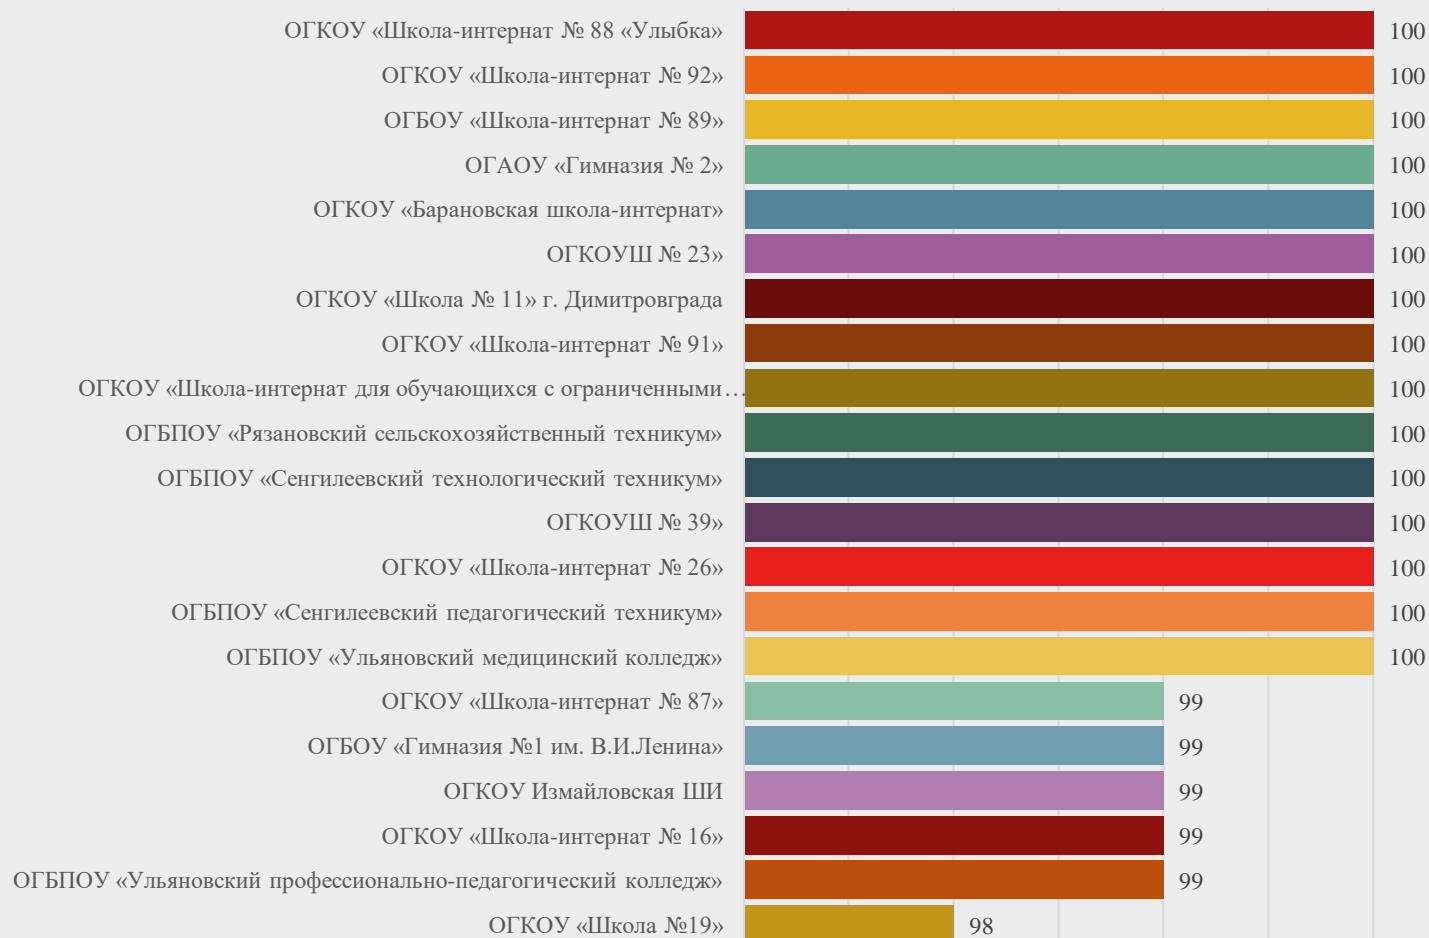 ОГКОУ «Школа-интернат № 88 «Улыбка» 100
ОГКОУ «Школа-интернат № 92» 100
ОГБОУ «Школа-интернат № 89» 100
ОГАОУ «Гимназия № 2» 100
ОГКОУ «Барановская школа-интернат» 100
ОГКОУШ № 23» 100
ОГКОУ «Школа № 11» г. Димитровграда 100
ОГКОУ «Школа-интернат № 91» 100
ОГКОУ «Школа-интернат для обучающихся с ограниченными… 100
ОГБПОУ «Рязановский сельскохозяйственный техникум» 100
ОГБПОУ «Сенгилеевский технологический техникум» 100
ОГКОУШ № 39» 100
ОГКОУ «Школа-интернат № 26» 100
ОГБПОУ «Сенгилеевский педагогический техникум» 100
ОГБПОУ «Ульяновский медицинский колледж» 100
ОГКОУ «Школа-интернат № 87» 99
ОГБОУ «Гимназия №1 им. В.И.Ленина» 99
ОГКОУ Измайловская ШИ 99
ОГКОУ «Школа-интернат № 16» 99
ОГБПОУ «Ульяновский профессионально-педагогический колледж» 99
ОГКОУ «Школа №19» 98